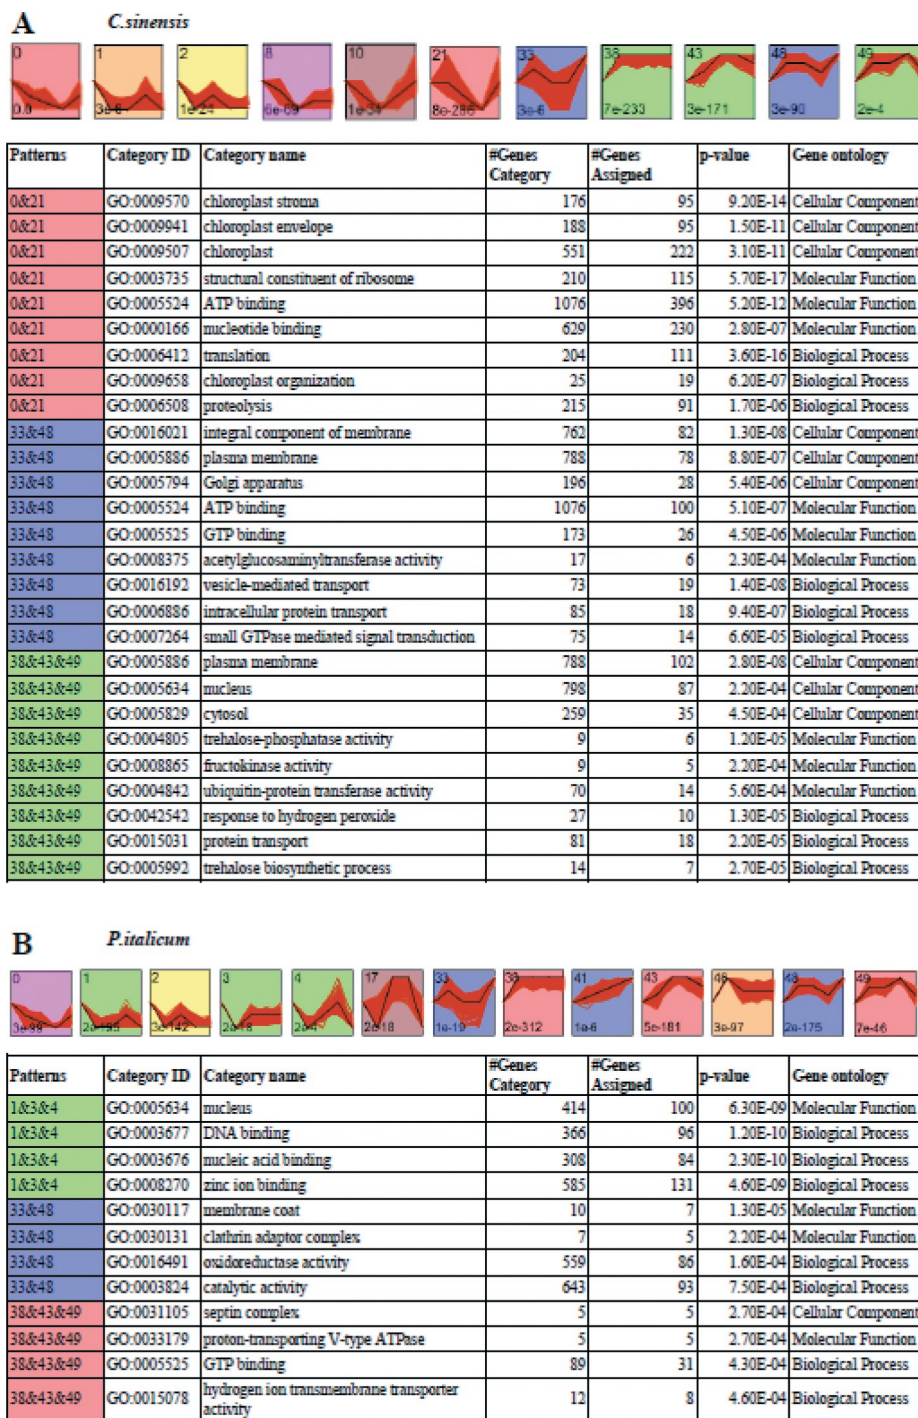 A C.sinensis
0 1 2 8 10 21 33 38 43 48 49
0.0 3e-8 1e-24 6e-69 1e-34 8e-286 3e-6 7e-233 3e-171 3e-90 2e-4
Patterns Category ID Category name #Genes Category #Genes Assigned p-value Gene ontology
0&21 GO:0009570 chloroplast stroma 176 95 9.20E-14 Cellular Component
0&21 GO:0009941 chloroplast envelope 188 95 1.50E-11 Cellular Component
0&21 GO:0009507 chloroplast 551 222 3.10E-11 Cellular Component
0&21 GO:0003735 structural constituent of ribosome 210 115 5.70E-17 Molecular Function
0&21 GO:0005524 ATP binding 1076 396 5.20E-12 Molecular Function
0&21 GO:0000166 nucleotide binding 629 230 2.80E-07 Molecular Function
0&21 GO:0006412 translation 204 111 3.60E-16 Biological Process
0&21 GO:0009658 chloroplast organization 25 19 6.20E-07 Biological Process
0&21 GO:0006508 proteolysis 215 91 1.70E-06 Biological Process
33&48 GO:0016021 integral component of membrane 762 82 1.30E-08 Cellular Component
33&48 GO:0005886 plasma membrane 788 78 8.80E-07 Cellular Component
33&48 GO:0005794 Golgi apparatus 196 28 5.40E-06 Cellular Component
33&48 GO:0005524 ATP binding 1076 100 5.10E-07 Molecular Function
33&48 GO:0005525 GTP binding 173 26 4.50E-06 Molecular Function
33&48 GO:0008375 acetylglucosaminyltransferase activity 17 6 2.30E-04 Molecular Function
33&48 GO:0016192 vesicle-mediated transport 73 19 1.40E-08 Biological Process
33&48 GO:0006886 intracellular protein transport 85 18 9.40E-07 Biological Process
33&48 GO:0007264 small GTPase mediated signal transduction 75 14 6.60E-05 Biological Process
38&43&49 GO:0005886 plasma membrane 788 102 2.80E-08 Cellular Component
38&43&49 GO:0005634 nucleus 798 87 2.20E-04 Cellular Component
38&43&49 GO:0005829 cytosol 259 35 4.50E-04 Cellular Component
38&43&49 GO:0004805 trehalose-phosphatase activity 9 6 1.20E-05 Molecular Function
38&43&49 GO:0008865 fructokinase activity 9 5 2.20E-04 Molecular Function
38&43&49 GO:0004842 ubiquitin-protein transferase activity 70 14 5.60E-04 Molecular Function
38&43&49 GO:0042542 response to hydrogen peroxide 27 10 1.30E-05 Biological Process
38&43&49 GO:0015031 protein transport 81 18 2.20E-05 Biological Process
38&43&49 GO:0005992 trehalose biosynthetic process 14 7 2.70E-05 Biological Process
B P.italicum
0 1 2 3 4 17 33 38 41 43 46 48 49
3e-99 2e-195 3e-142 2e-18 2e-4 2e-18 1e-19 2e-312 1e-6 5e-181 3e-97 2e-175 7e-46
Patterns Category ID Category name #Genes Category #Genes Assigned p-value Gene ontology
1&3&4 GO:0005634 nucleus 414 100 6.30E-09 Molecular Function
1&3&4 GO:0003677 DNA binding 366 96 1.20E-10 Biological Process
1&3&4 GO:0003676 nucleic acid binding 308 84 2.30E-10 Biological Process
1&3&4 GO:0008270 zinc ion binding 585 131 4.60E-09 Biological Process
33&48 GO:0030117 membrane coat 10 7 1.30E-05 Molecular Function
33&48 GO:0030131 clathrin adaptor complex 7 5 2.20E-04 Molecular Function
33&48 GO:0016491 oxidoreductase activity 559 86 1.60E-04 Biological Process
33&48 GO:0003824 catalytic activity 643 93 7.50E-04 Biological Process
38&43&49 GO:0031105 septin complex 5 5 2.70E-04 Cellular Component
38&43&49 GO:0033179 proton-transporting V-type ATPase 5 5 2.70E-04 Molecular Function
38&43&49 GO:0005525 GTP binding 89 31 4.30E-04 Biological Process
38&43&49 GO:0015078 hydrogen ion transmembrane transporter activity 12 8 4.60E-04 Biological Process